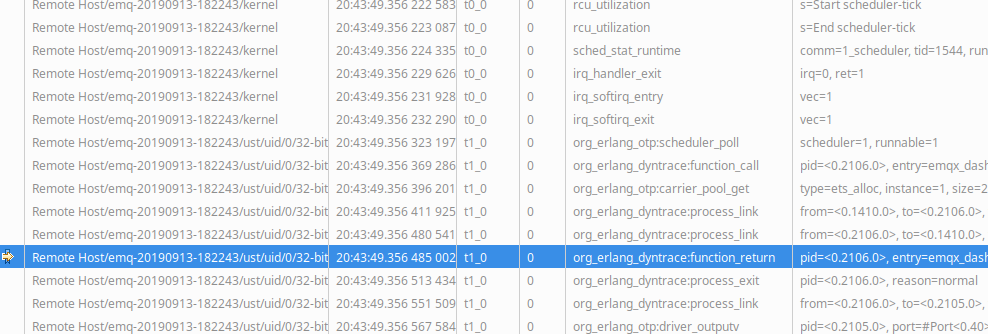 Remote Host/emq-20190913-182243/kernel 20:43:49.356 222 583 t0_0 0 rcu_utilization s=Start scheduler-tick
Remote Host/emq-20190913-182243/kernel 20:43:49.356 223 087 t0_0 0 rcu_utilization s=End scheduler-tick
Remote Host/emq-20190913-182243/kernel 20:43:49.356 224 335 t0_0 0 sched_stat_runtime comm=1_scheduler, tid=1544, run
Remote Host/emq-20190913-182243/kernel 20:43:49.356 229 626 t0_0 0 irq_handler_exit irq=0, ret=1
Remote Host/emq-20190913-182243/kernel 20:43:49.356 231 928 t0_0 0 irq_softirq_entry vec=1
Remote Host/emq-20190913-182243/kernel 20:43:49.356 232 290 t0_0 0 irq_softirq_exit vec=1
Remote Host/emq-20190913-182243/ust/uid/0/32-bit 20:43:49.356 323 197 t1_0 0 org_erlang_otp:scheduler_poll scheduler=1, runnable=1
Remote Host/emq-20190913-182243/ust/uid/0/32-bit 20:43:49.356 369 286 t1_0 0 org_erlang_dyntrace:function_call pid=<0.2106.0>, entry=emqx_dash
Remote Host/emq-20190913-182243/ust/uid/0/32-bit 20:43:49.356 396 201 t1_0 0 org_erlang_otp:carrier_pool_get type=ets_alloc, instance=1, size=2
Remote Host/emq-20190913-182243/ust/uid/0/32-bit 20:43:49.356 411 925 t1_0 0 org_erlang_dyntrace:process_link from=<0.1410.0>, to=<0.2106.0>,
Remote Host/emq-20190913-182243/ust/uid/0/32-bit 20:43:49.356 480 541 t1_0 0 org_erlang_dyntrace:process_link from=<0.2106.0>, to=<0.1410.0>,
Remote Host/emq-20190913-182243/ust/uid/0/32-bit 20:43:49.356 485 002 t1_0 0 org_erlang_dyntrace:function_return pid=<0.2106.0>, entry=emqx_dash
Remote Host/emq-20190913-182243/ust/uid/0/32-bit 20:43:49.356 513 434 t1_0 0 org_erlang_dyntrace:process_exit pid=<0.2106.0>, reason=normal
Remote Host/emq-20190913-182243/ust/uid/0/32-bit 20:43:49.356 551 509 t1_0 0 org_erlang_dyntrace:process_link from=<0.2106.0>, to=<0.2105.0>,
Remote Host/emq-20190913-182243/ust/uid/0/32-bit 20:43:49.356 567 584 t1_0 0 org_erlang_otp:driver_outputv pid=<0.2105.0>, port=#Port<0.40>